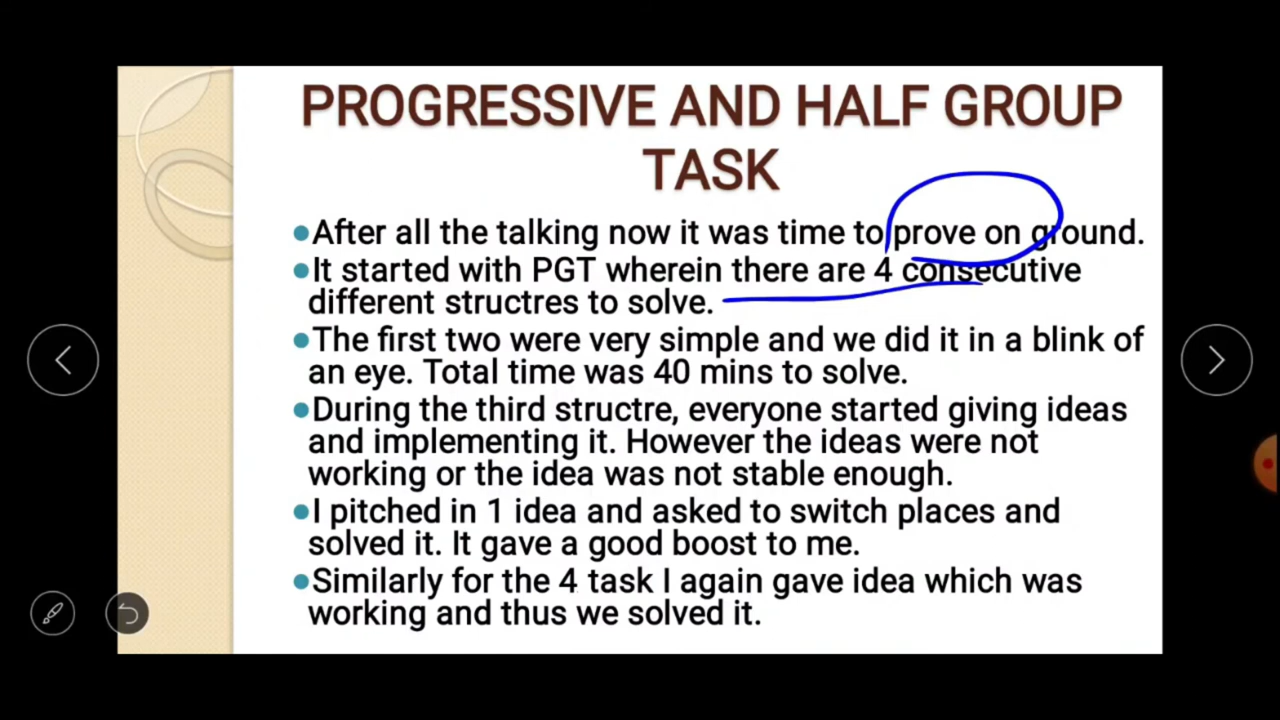 PROGRESSIVE AND HALF GROUP
TASK
After all the talking now it was time to prove on ground.
It started with PGT wherein there are 4 consecutive
different structres to solve.
The first two were very simple and we did it in a blink of
an eye. Total time was 40 mins to solve.
During the third structre, everyone started giving ideas
and implementing it. However the ideas were not
working or the idea was not stable enough.
I pitched in 1 idea and asked to switch places and
solved it. It gave a good boost to me.
Similarly for the 4 task I again gave idea which was
working and thus we solved it.